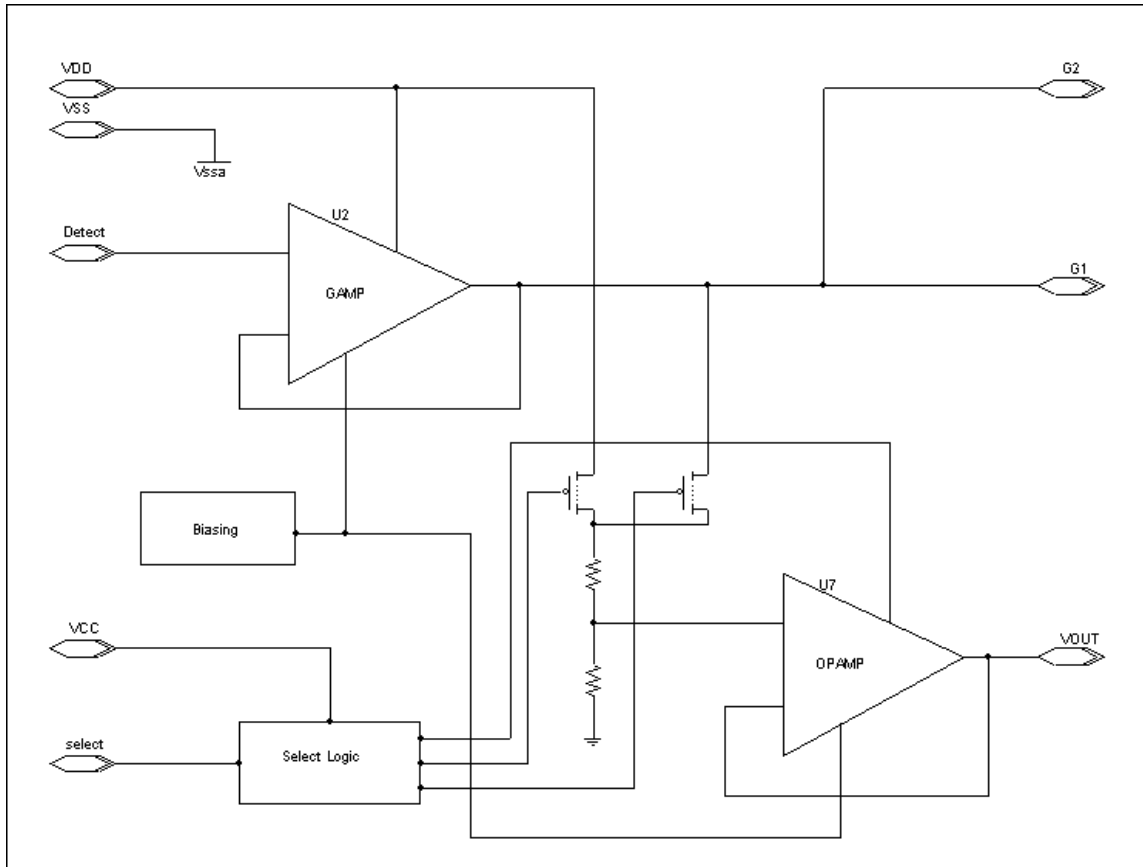 VDD
G2
VSS
Vssa
U2
Detect
G1
GAMP
Biasing
U7
VCC
VOUT
OPAMP
select
Select Logic